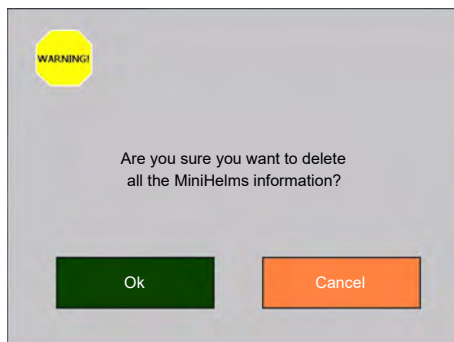 WARNING!
Are you sure you want to delete
all the MiniHelms information?
Ok
Cancel